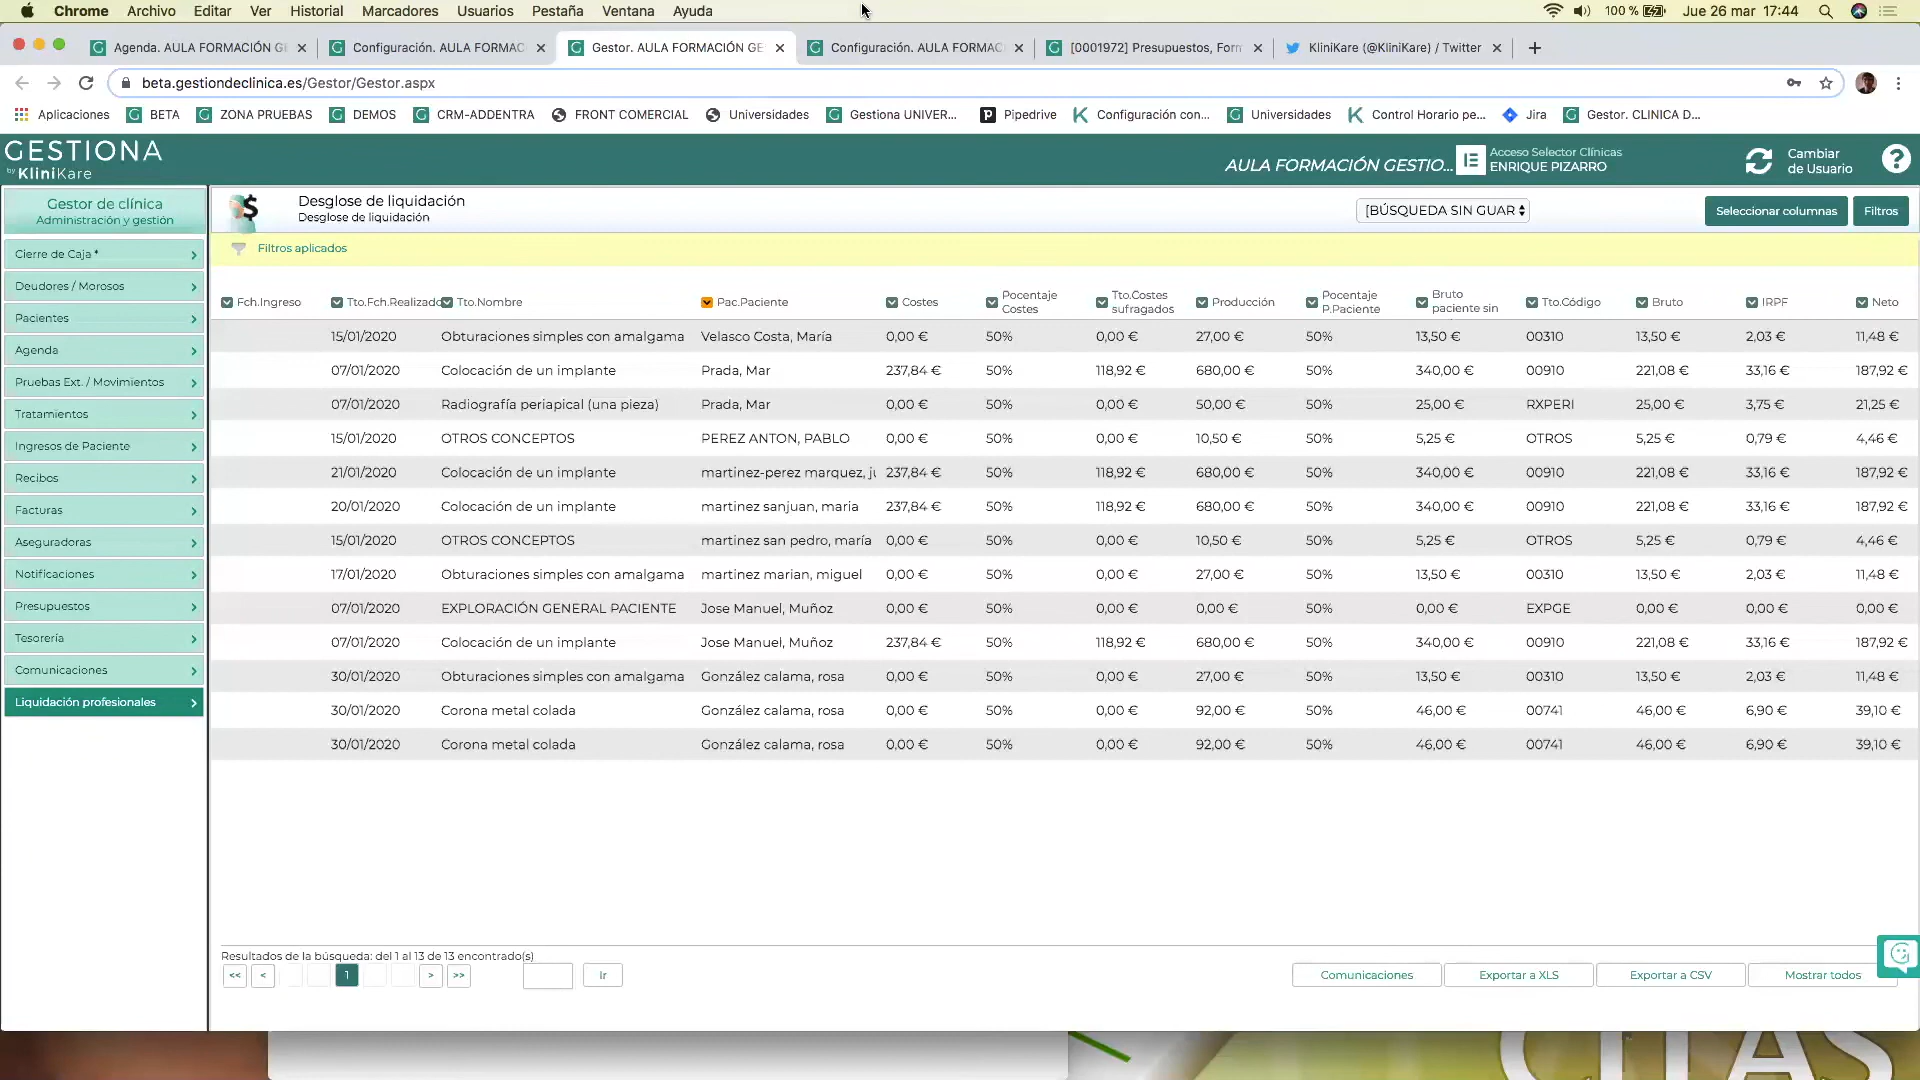 Chrome Archivo Editar Ver Historial Marcadores Usuarios Pestaña Ventana Ayuda 100 % Jue 26 mar 17:44
Agenda. AULA FORMACIÓN GE Configuración. AULA FORMAC Gestor. AULA FORMACIÓN GE Configuración. AULA FORMAC [0001972] Presupuestos, Form KliniKare (@KliniKare) / Twitter
beta.gestiondeclinica.es/Gestor/Gestor.aspx
Aplicaciones BETA ZONA PRUEBAS DEMOS CRM-ADDENTRA FRONT COMERCIAL Universidades Gestiona UNIVER... Pipedrive Configuración con... Universidades Control Horario pe... Jira Gestor. CLINICA D...
GESTIONA
by KliniKare
AULA FORMACIÓN GESTIO...
Acceso Selector Clínicas
ENRIQUE PIZARRO
Cambiar
de Usuario
?
Gestor de clínica
Administración y gestión
Cierre de Caja *
Deudores / Morosos
Pacientes
Agenda
Pruebas Ext. / Movimientos
Tratamientos
Ingresos de Paciente
Recibos
Facturas
Aseguradoras
Notificaciones
Presupuestos
Tesorería
Comunicaciones
Liquidación profesionales
Desglose de liquidación
Desglose de liquidación
[BÚSQUEDA SIN GUAR
Seleccionar columnas
Filtros
Filtros aplicados
Fch.Ingreso Tto.Fch.Realizado Tto.Nombre Pac.Paciente Costes Pocentaje Costes Tto.Costes sufragados Producción Pocentaje P.Paciente Bruto paciente sin Tto.Código Bruto IRPF Neto
15/01/2020 Obturaciones simples con amalgama Velasco Costa, María 0,00 € 50% 0,00 € 27,00 € 50% 13,50 € 00310 13,50 € 2,03 € 11,48 €
07/01/2020 Colocación de un implante Prada, Mar 237,84 € 50% 118,92 € 680,00 € 50% 340,00 € 00910 221,08 € 33,16 € 187,92 €
07/01/2020 Radiografía periapical (una pieza) Prada, Mar 0,00 € 50% 0,00 € 50,00 € 50% 25,00 € RXPERI 25,00 € 3,75 € 21,25 €
15/01/2020 OTROS CONCEPTOS PEREZ ANTON, PABLO 0,00 € 50% 0,00 € 10,50 € 50% 5,25 € OTROS 5,25 € 0,79 € 4,46 €
21/01/2020 Colocación de un implante martinez-perez marquez, ju 237,84 € 50% 118,92 € 680,00 € 50% 340,00 € 00910 221,08 € 33,16 € 187,92 €
20/01/2020 Colocación de un implante martinez sanjuan, maria 237,84 € 50% 118,92 € 680,00 € 50% 340,00 € 00910 221,08 € 33,16 € 187,92 €
15/01/2020 OTROS CONCEPTOS martinez san pedro, maría 0,00 € 50% 0,00 € 10,50 € 50% 5,25 € OTROS 5,25 € 0,79 € 4,46 €
17/01/2020 Obturaciones simples con amalgama martinez marian, miguel 0,00 € 50% 0,00 € 27,00 € 50% 13,50 € 00310 13,50 € 2,03 € 11,48 €
07/01/2020 EXPLORACIÓN GENERAL PACIENTE Jose Manuel, Muñoz 0,00 € 50% 0,00 € 0,00 € 50% 0,00 € EXPGE 0,00 € 0,00 € 0,00 €
07/01/2020 Colocación de un implante Jose Manuel, Muñoz 237,84 € 50% 118,92 € 680,00 € 50% 340,00 € 00910 221,08 € 33,16 € 187,92 €
30/01/2020 Obturaciones simples con amalgama González calama, rosa 0,00 € 50% 0,00 € 27,00 € 50% 13,50 € 00310 13,50 € 2,03 € 11,48 €
30/01/2020 Corona metal colada González calama, rosa 0,00 € 50% 0,00 € 92,00 € 50% 46,00 € 00741 46,00 € 6,90 € 39,10 €
30/01/2020 Corona metal colada González calama, rosa 0,00 € 50% 0,00 € 92,00 € 50% 46,00 € 00741 46,00 € 6,90 € 39,10 €
Resultados de la búsqueda: del 1 al 13 de 13 encontrado(s)
<< < 1 > >> Ir
Comunicaciones Exportar a XLS Exportar a CSV Mostrar todos
CITAS